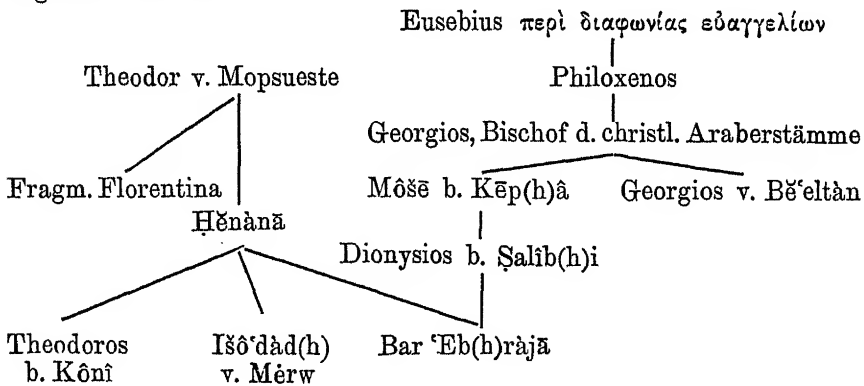 Eusebius περὶ διαφωνίας εὐαγγελίων
Theodor v. Mopsueste Philoxenos
Georgios, Bischof d. christl. Araberstämme
Fragm. Florentina Môšē b. Kēp(h)â Georgios v. Bĕʿeltàn
Ḥĕnànā
Dionysios b. Ṣalîb(h)i
Theodoros Išôʿdàd(h) Bar ʿEb(h)ràjā
b. Kônî v. Mėrw